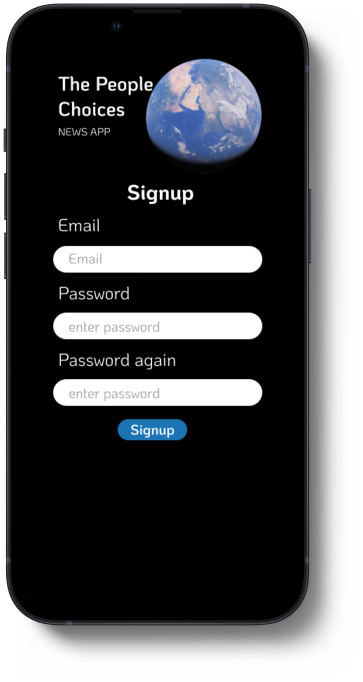 The People
Choices
NEWS APP
Signup
Email
Email
Password
enter password
Password again
enter password
Signup